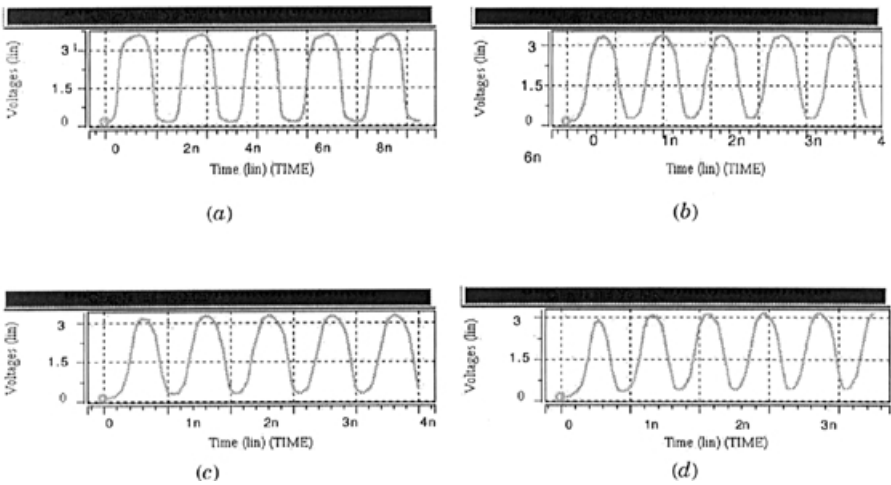 Voltages (lin)
3
1.5
0
0 2n 4n 6n 8n
Time (lin) (TIME)
(a)
Voltages (lin)
3
1.5
0
0 1n 2n 3n 4
6n
Time (lin) (TIME)
(b)
Voltages (lin)
3
1.5
0
0 1n 2n 3n 4n
Time (lin) (TIME)
(c)
Voltages (lin)
3
1.5
0
0 1n 2n 3n
Time (lin) (TIME)
(d)